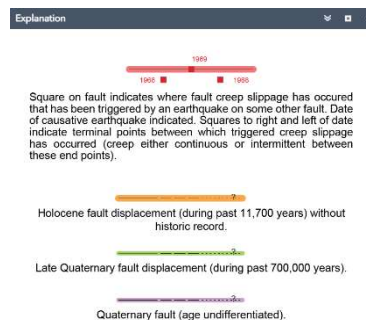 Explanation
1989
1968 1986
Square on fault indicates where fault creep slippage has occured
that has been triggered by an earthquake on some other fault. Date
of causative earthquake indicated. Squares to right and left of date
indicate terminal points between which triggered creep slippage
has occurred (creep either continuous or intermittent between
these end points).
?
Holocene fault displacement (during past 11,700 years) without
historic record.
?
Late Quaternary fault displacement (during past 700,000 years).
?
Quaternary fault (age undifferentiated).